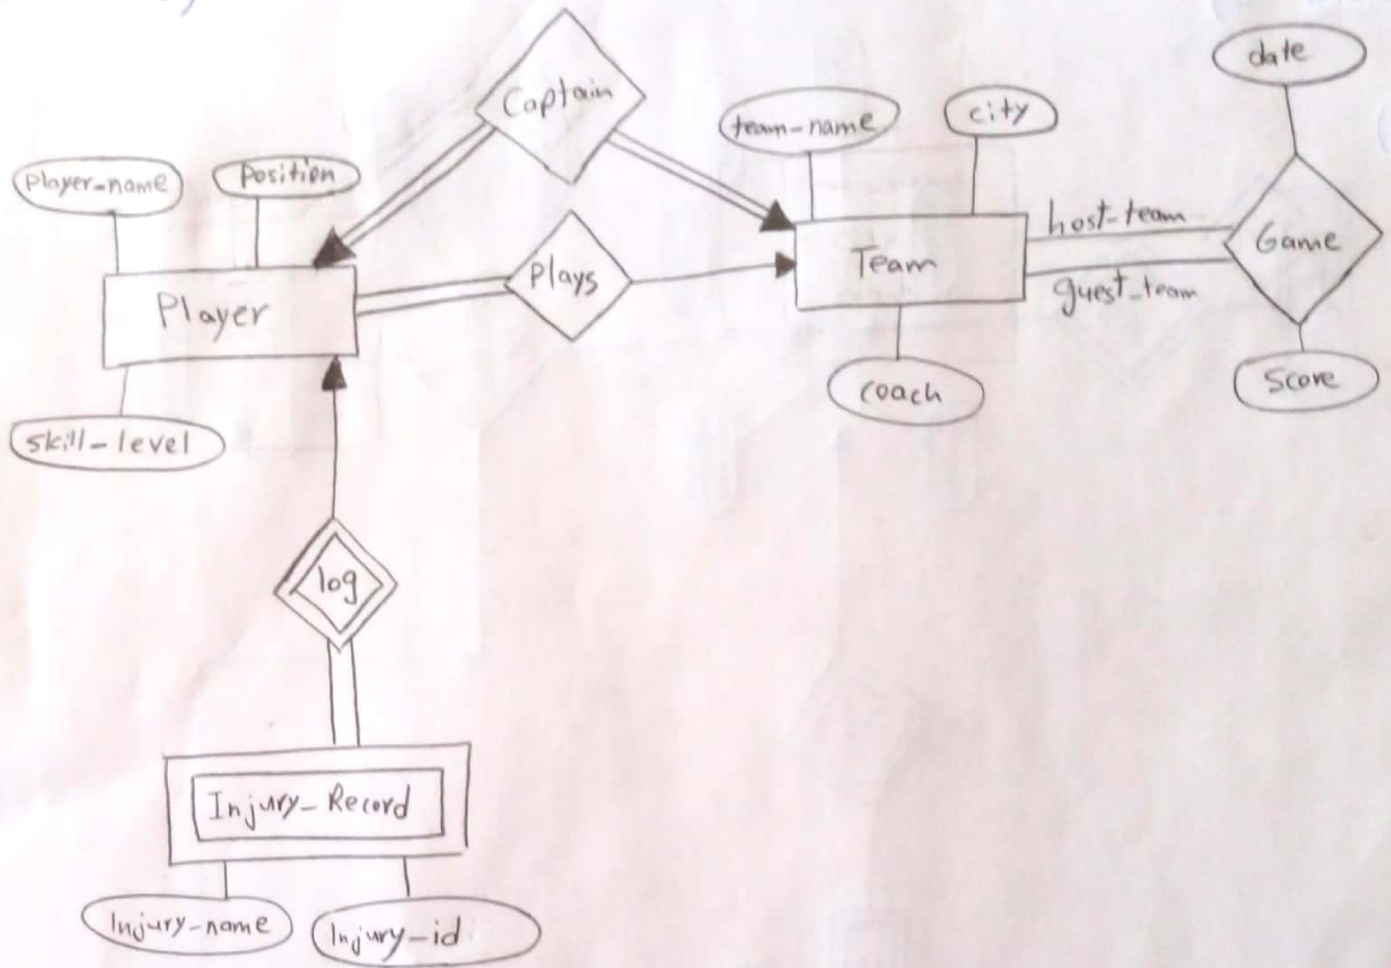 Captain
date
team-name
city
Player-name
Position
host-team
Game
Plays
Team
guest-team
Player
coach
Score
skill-level
log
Injury-Record
Injury-name
Injury-id